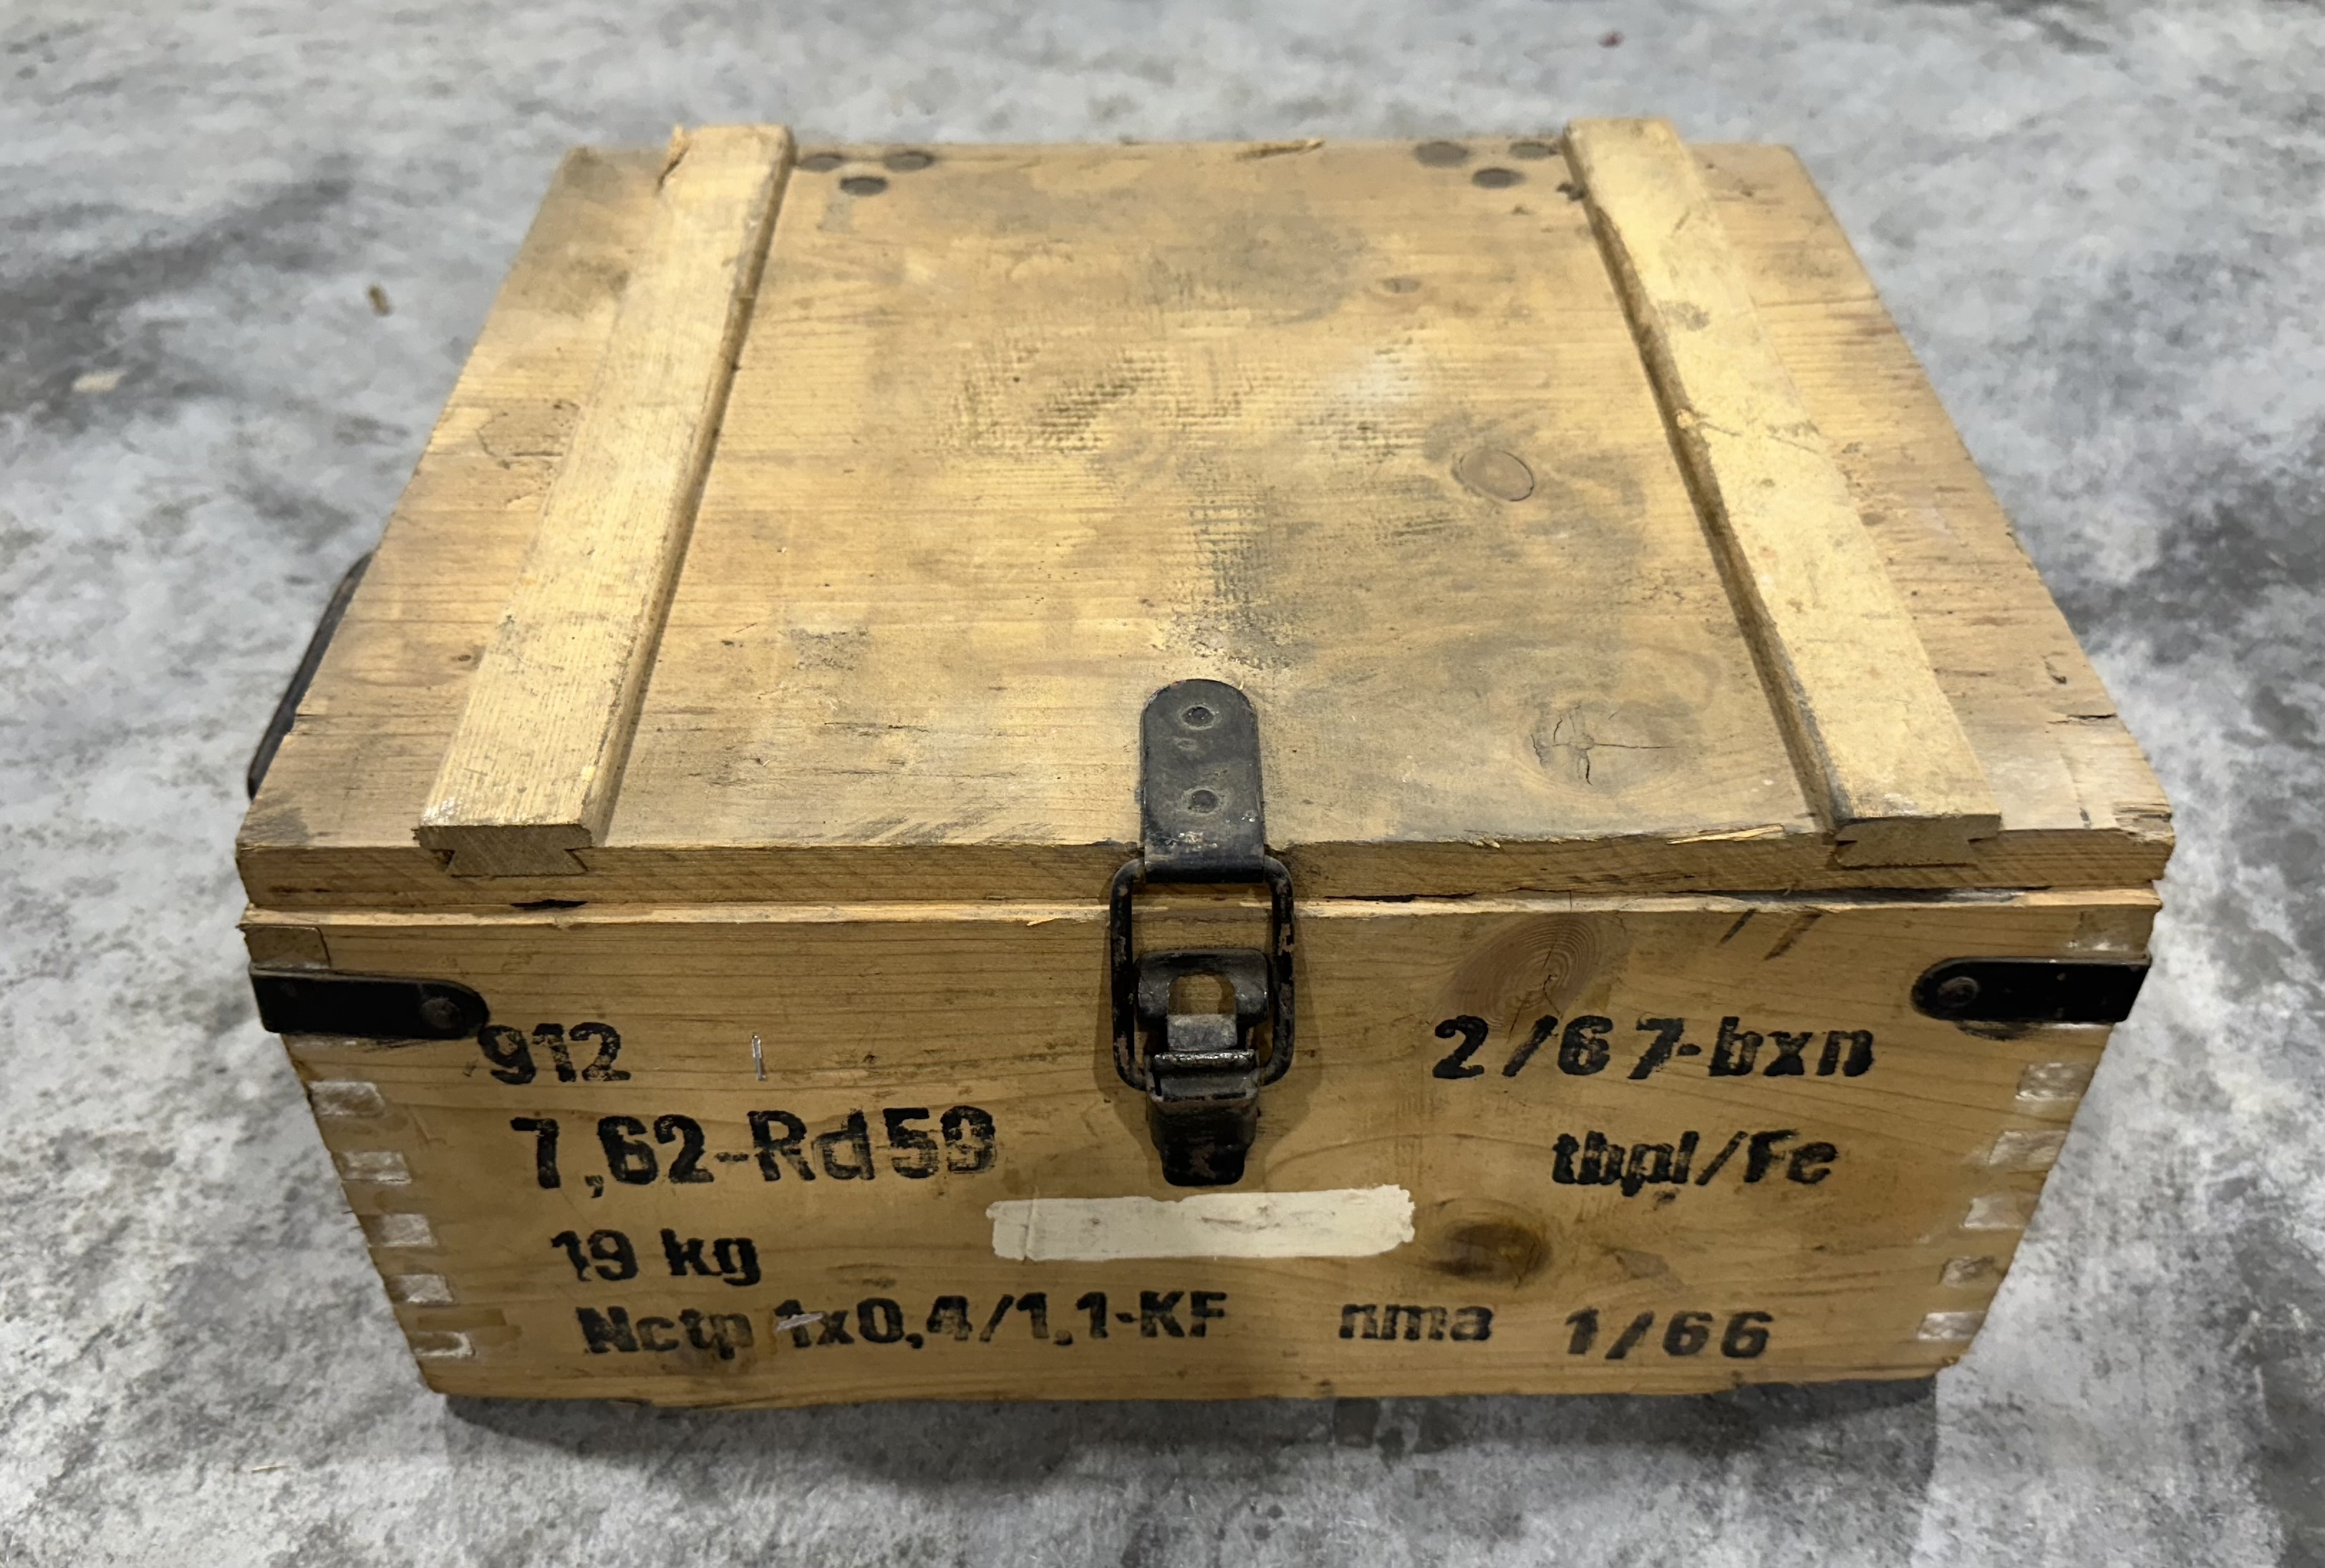 912 2/67-bxn
7,62-Rd59 tbpl/Fe
19 kg
Nctp 1x0,4/1,1-KF nma 1/66